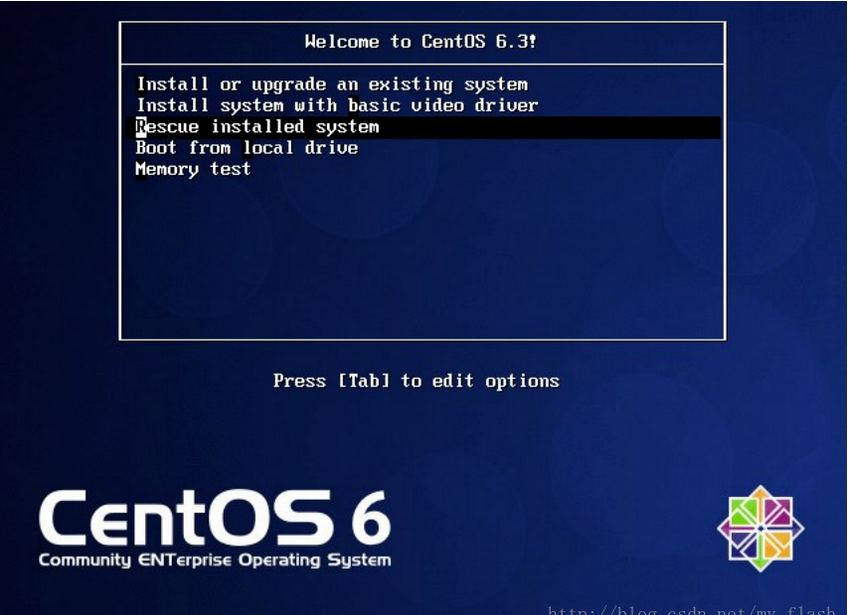 Welcome to CentOS 6.3!
Install or upgrade an existing system
Install system with basic video driver
Rescue installed system
Boot from local drive
Memory test
Press [Tab] to edit options
CentOS 6
Community ENTerprise Operating System
http://blog.csdn.net/my_flash